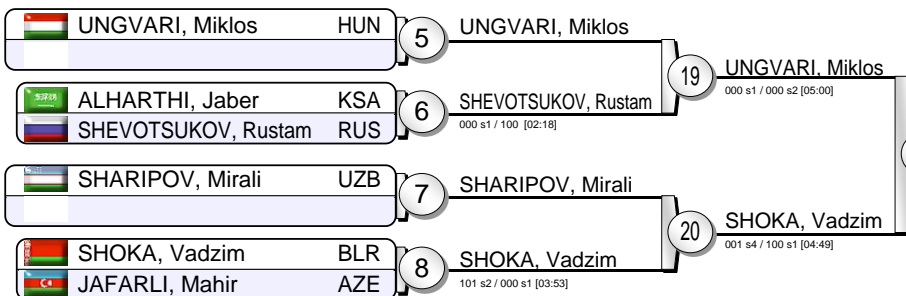 UNGVARI, Miklos HUN
5
UNGVARI, Miklos
19
UNGVARI, Miklos
000 s1 / 000 s2 [05:00]
ALHARTHI, Jaber KSA
SHEVOTSUKOV, Rustam RUS
6
SHEVOTSUKOV, Rustam
000 s1 / 100 [02:18]
SHARIPOV, Mirali UZB
7
SHARIPOV, Mirali
20
SHOKA, Vadzim
001 s4 / 100 s1 [04:49]
SHOKA, Vadzim BLR
JAFARLI, Mahir AZE
8
SHOKA, Vadzim
101 s2 / 000 s1 [03:53]